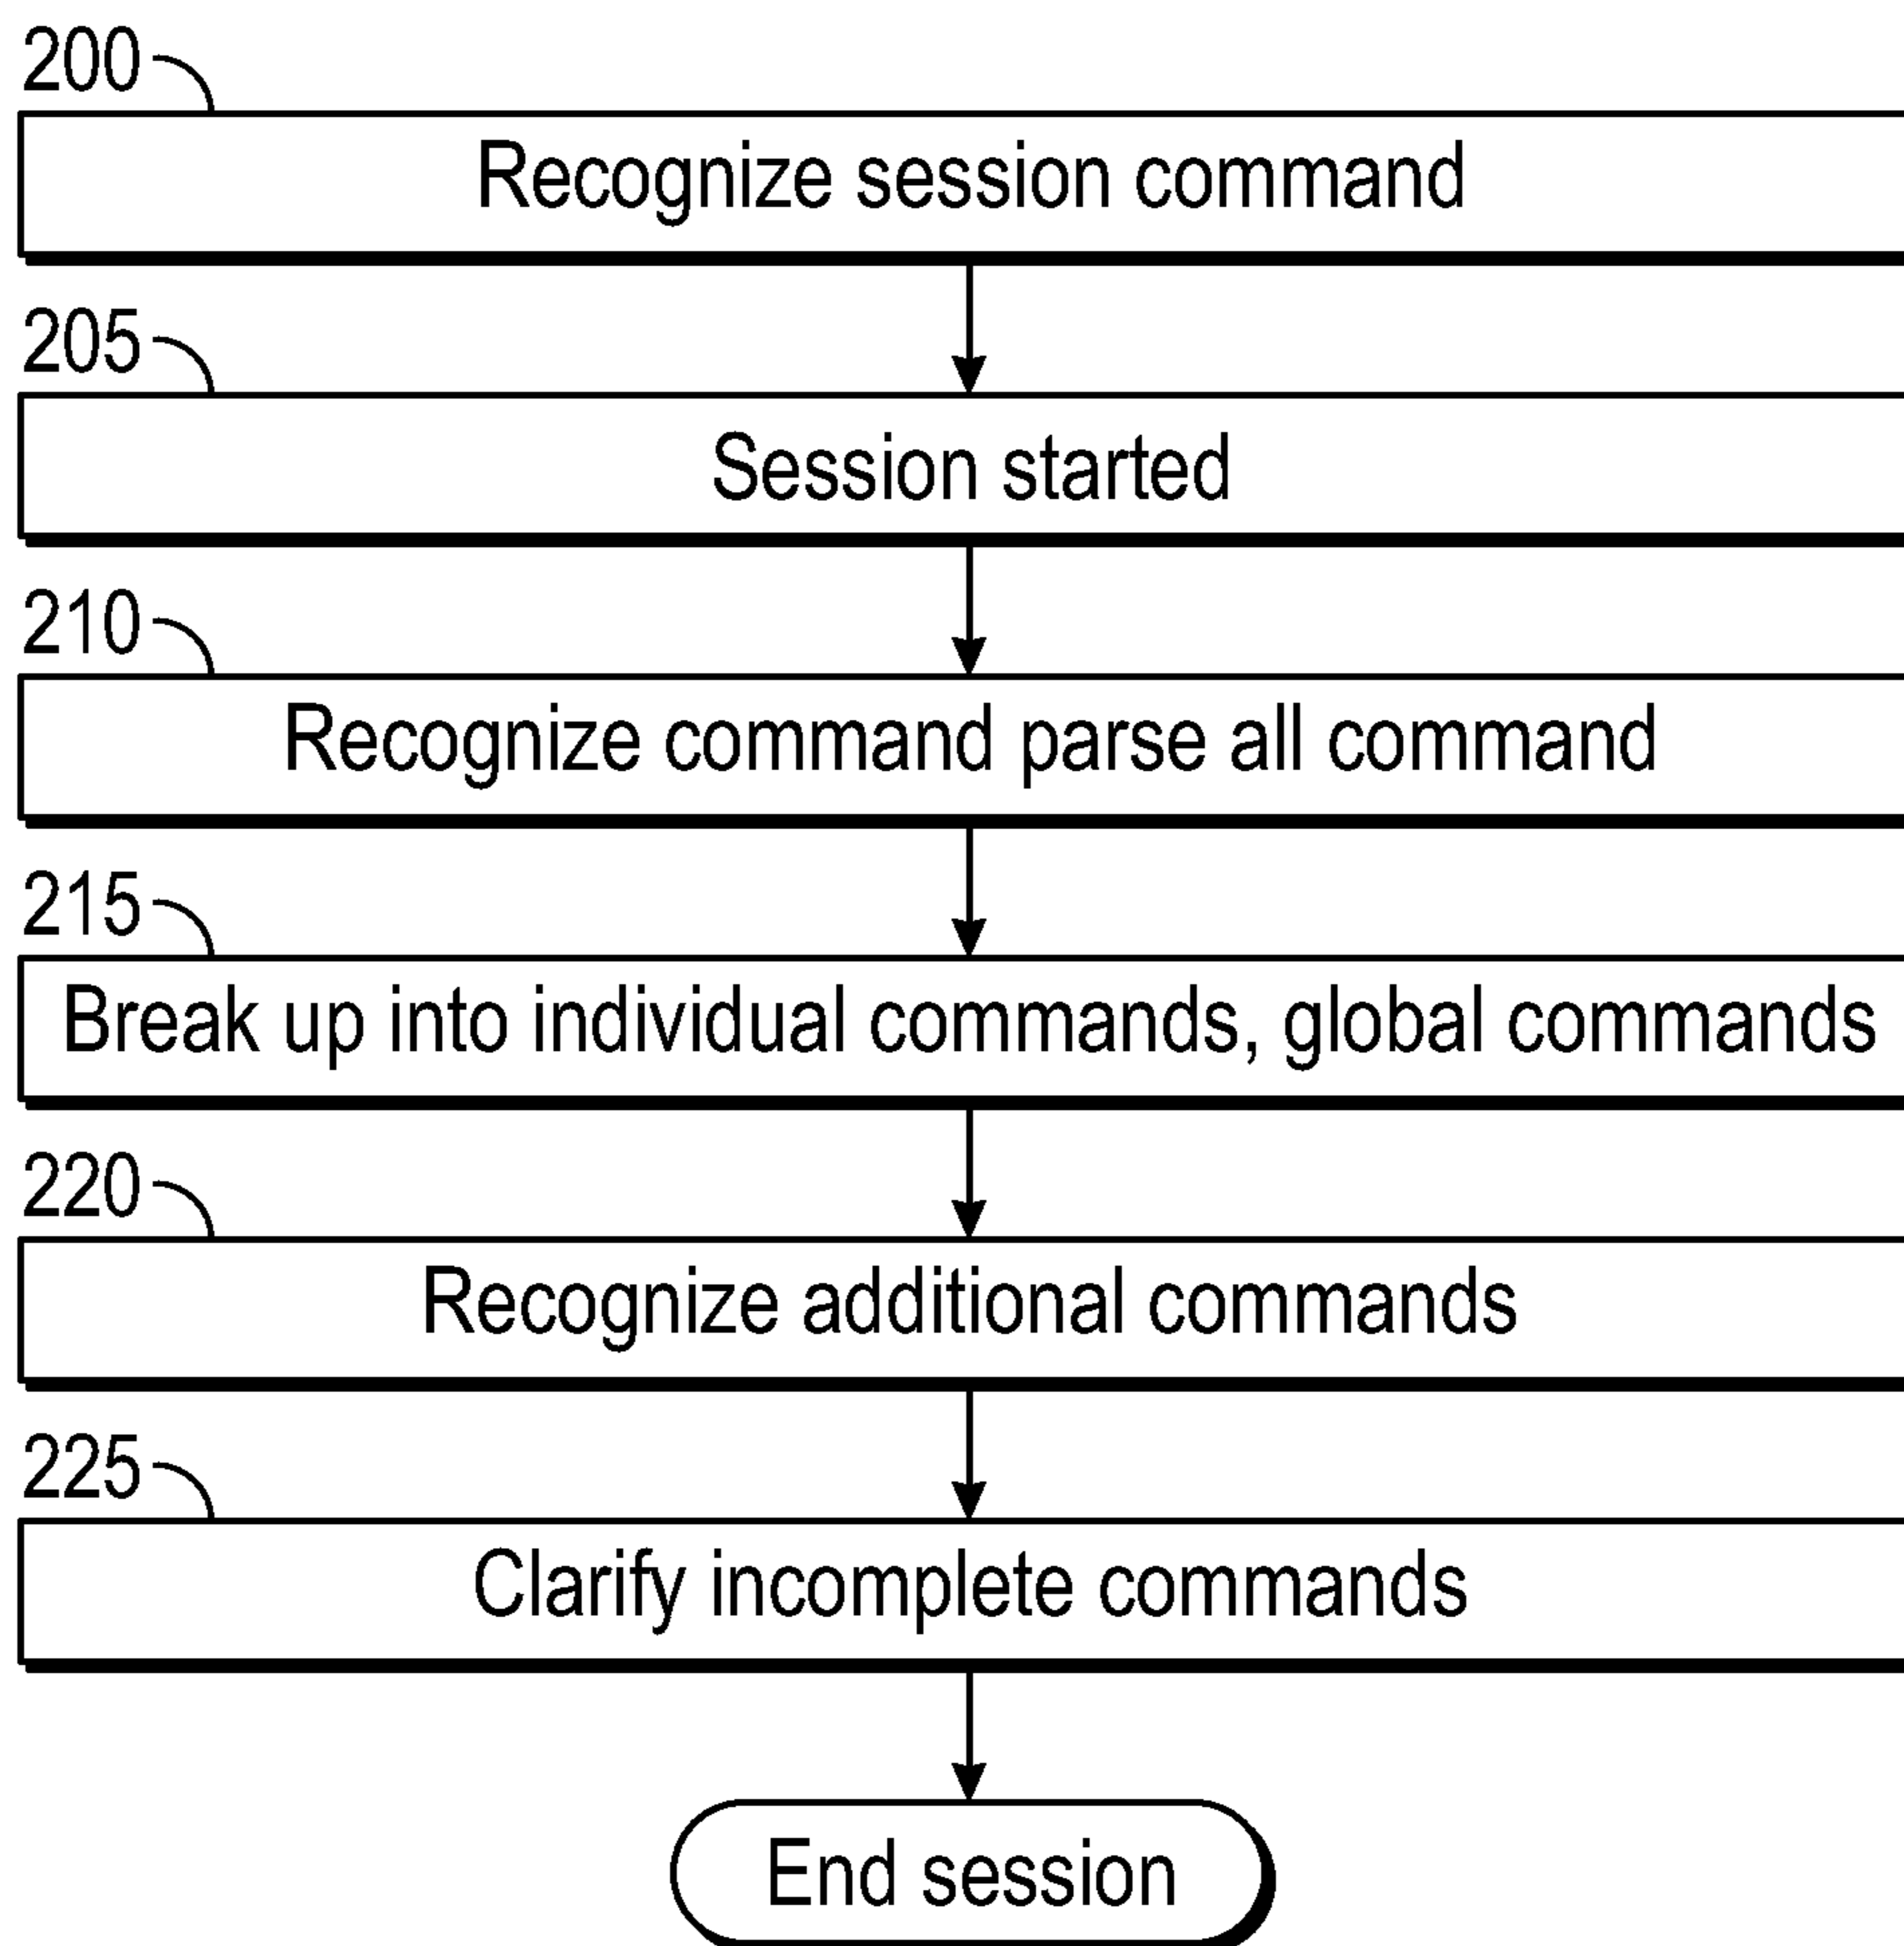 200
Recognize session command
205
Session started
210
Recognize command parse all command
215
Break up into individual commands, global commands
220
Recognize additional commands
225
Clarify incomplete commands
End session